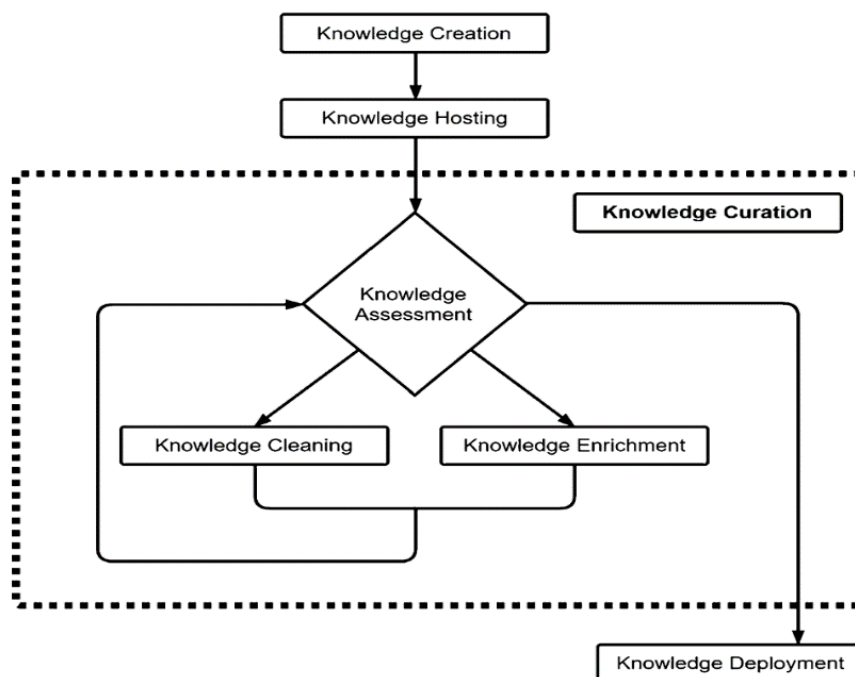 Knowledge Creation
Knowledge Hosting
Knowledge Curation
Knowledge
Assessment
Knowledge Cleaning
Knowledge Enrichment
Knowledge Deployment